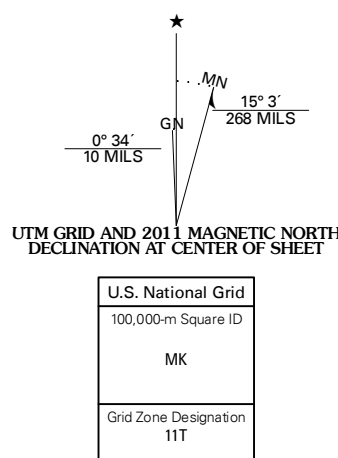 ★
MN
GN
15° 3´
268 MILS
0° 34´
10 MILS
UTM GRID AND 2011 MAGNETIC NORTH
DECLINATION AT CENTER OF SHEET
U.S. National Grid
100,000-m Square ID
MK
Grid Zone Designation
11T